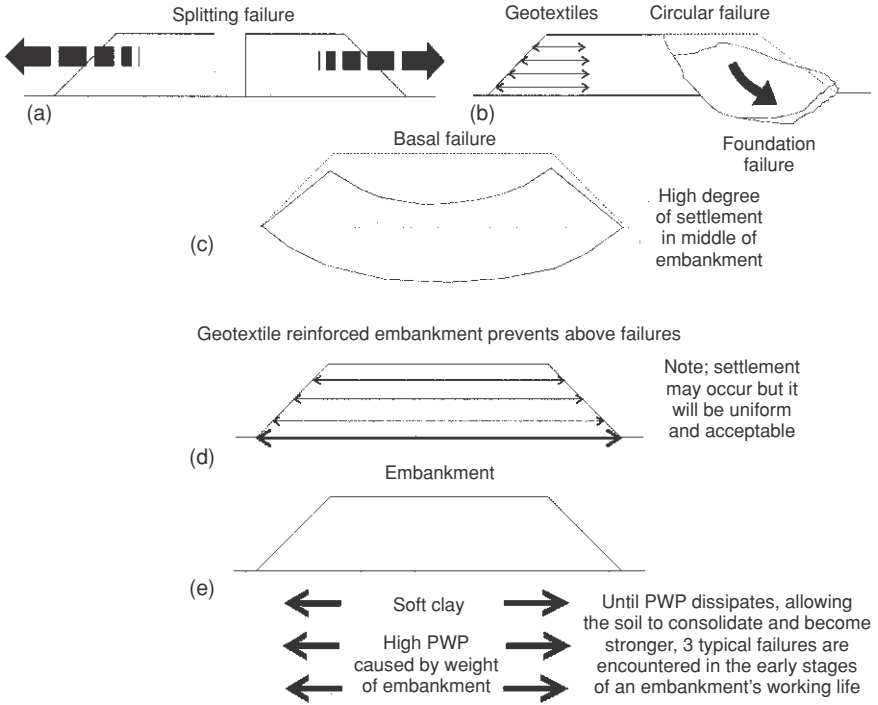 Splitting failure
(a)
Geotextiles
Circular failure
(b)
Foundation
failure
Basal failure
(c)
High degree
of settlement
in middle of
embankment
Geotextile reinforced embankment prevents above failures
(d)
Note; settlement
may occur but it
will be uniform
and acceptable
Embankment
(e)
Soft clay
High PWP
caused by weight
of embankment
Until PWP dissipates, allowing
the soil to consolidate and become
stronger, 3 typical failures are
encountered in the early stages
of an embankment's working life